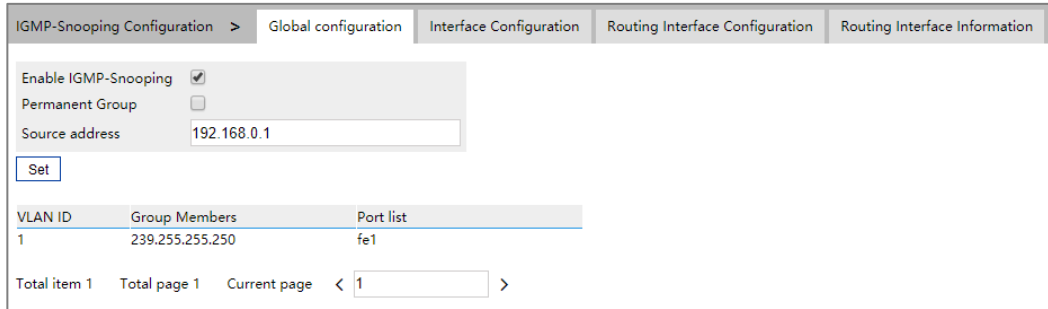 IGMP-Snooping Configuration > Global configuration Interface Configuration Routing Interface Configuration Routing Interface Information
Enable IGMP-Snooping
Permanent Group
Source address 192.168.0.1
Set
VLAN ID Group Members Port list
1 239.255.255.250 fe1
Total item 1 Total page 1 Current page < 1 >